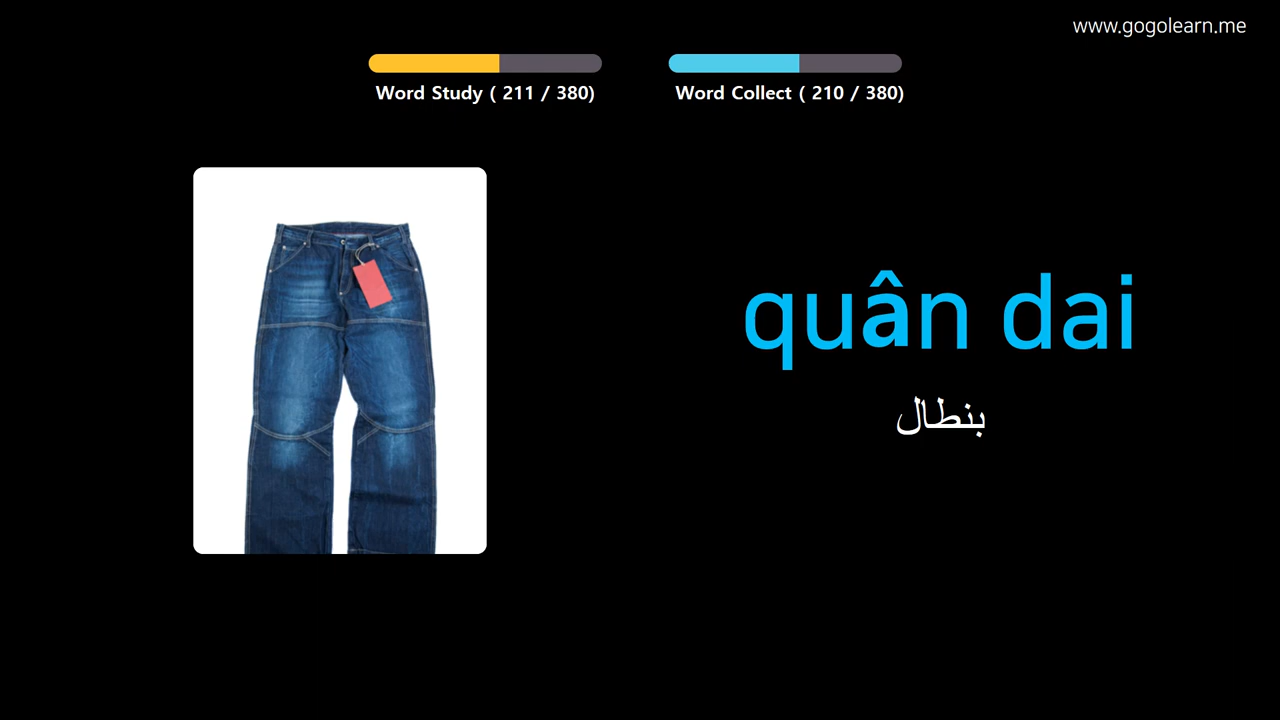 www.gogolearn.me
Word Study ( 211 / 380)
Word Collect ( 210 / 380)
quân dai
بنطال